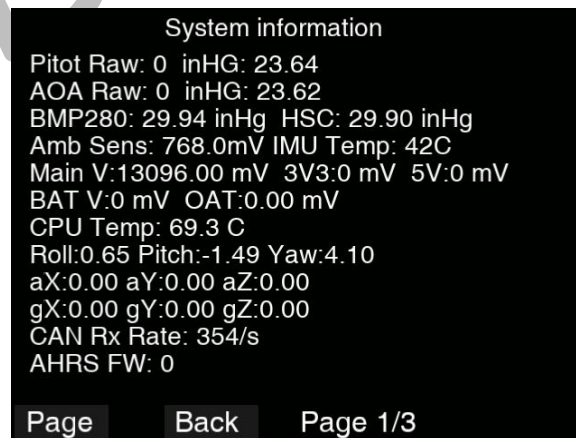 System information
Pitot Raw: 0 inHG: 23.64
AOA Raw: 0 inHG: 23.62
BMP280: 29.94 inHg HSC: 29.90 inHg
Amb Sens: 768.0mV IMU Temp: 42C
Main V:13096.00 mV 3V3:0 mV 5V:0 mV
BAT V:0 mV OAT:0.00 mV
CPU Temp: 69.3 C
Roll:0.65 Pitch:-1.49 Yaw:4.10
aX:0.00 aY:0.00 aZ:0.00
gX:0.00 gY:0.00 gZ:0.00
CAN Rx Rate: 354/s
AHRS FW: 0
Page Back Page 1/3